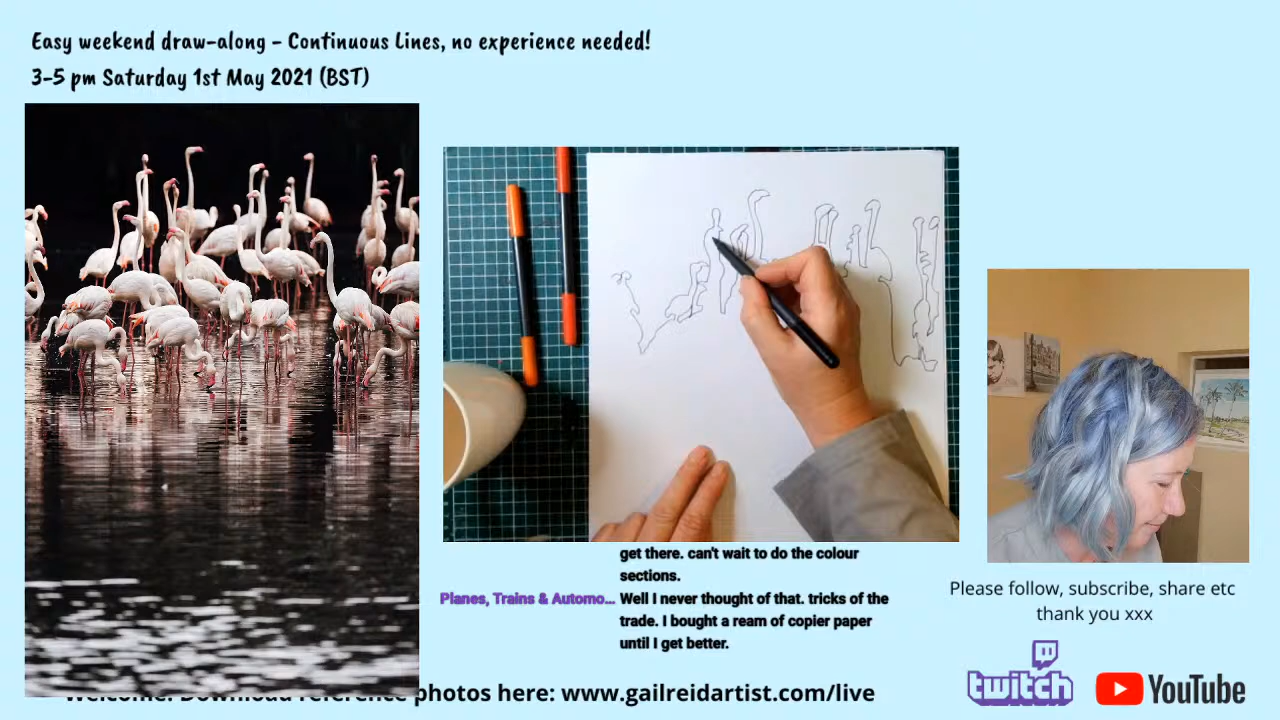 Easy weekend draw-along - Continuous Lines, no experience needed!
3-5 pm Saturday 1st May 2021 (BST)
get there. can't wait to do the colour
sections.
Planes, Trains & Automo... Well I never thought of that. tricks of the
trade. I bought a ream of copier paper
until I get better.
Please follow, subscribe, share etc
thank you xxx
Welcome! Download reference photos here: www.gailreidartist.com/live
twitch
YouTube